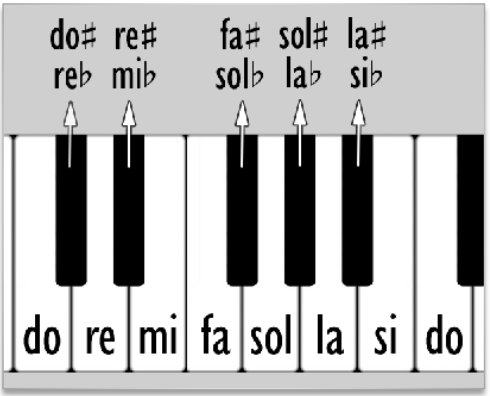 do♯ re♯ fa♯ sol♯ la♯
re♭ mi♭ sol♭ la♭ si♭
do re mi fa sol la si do